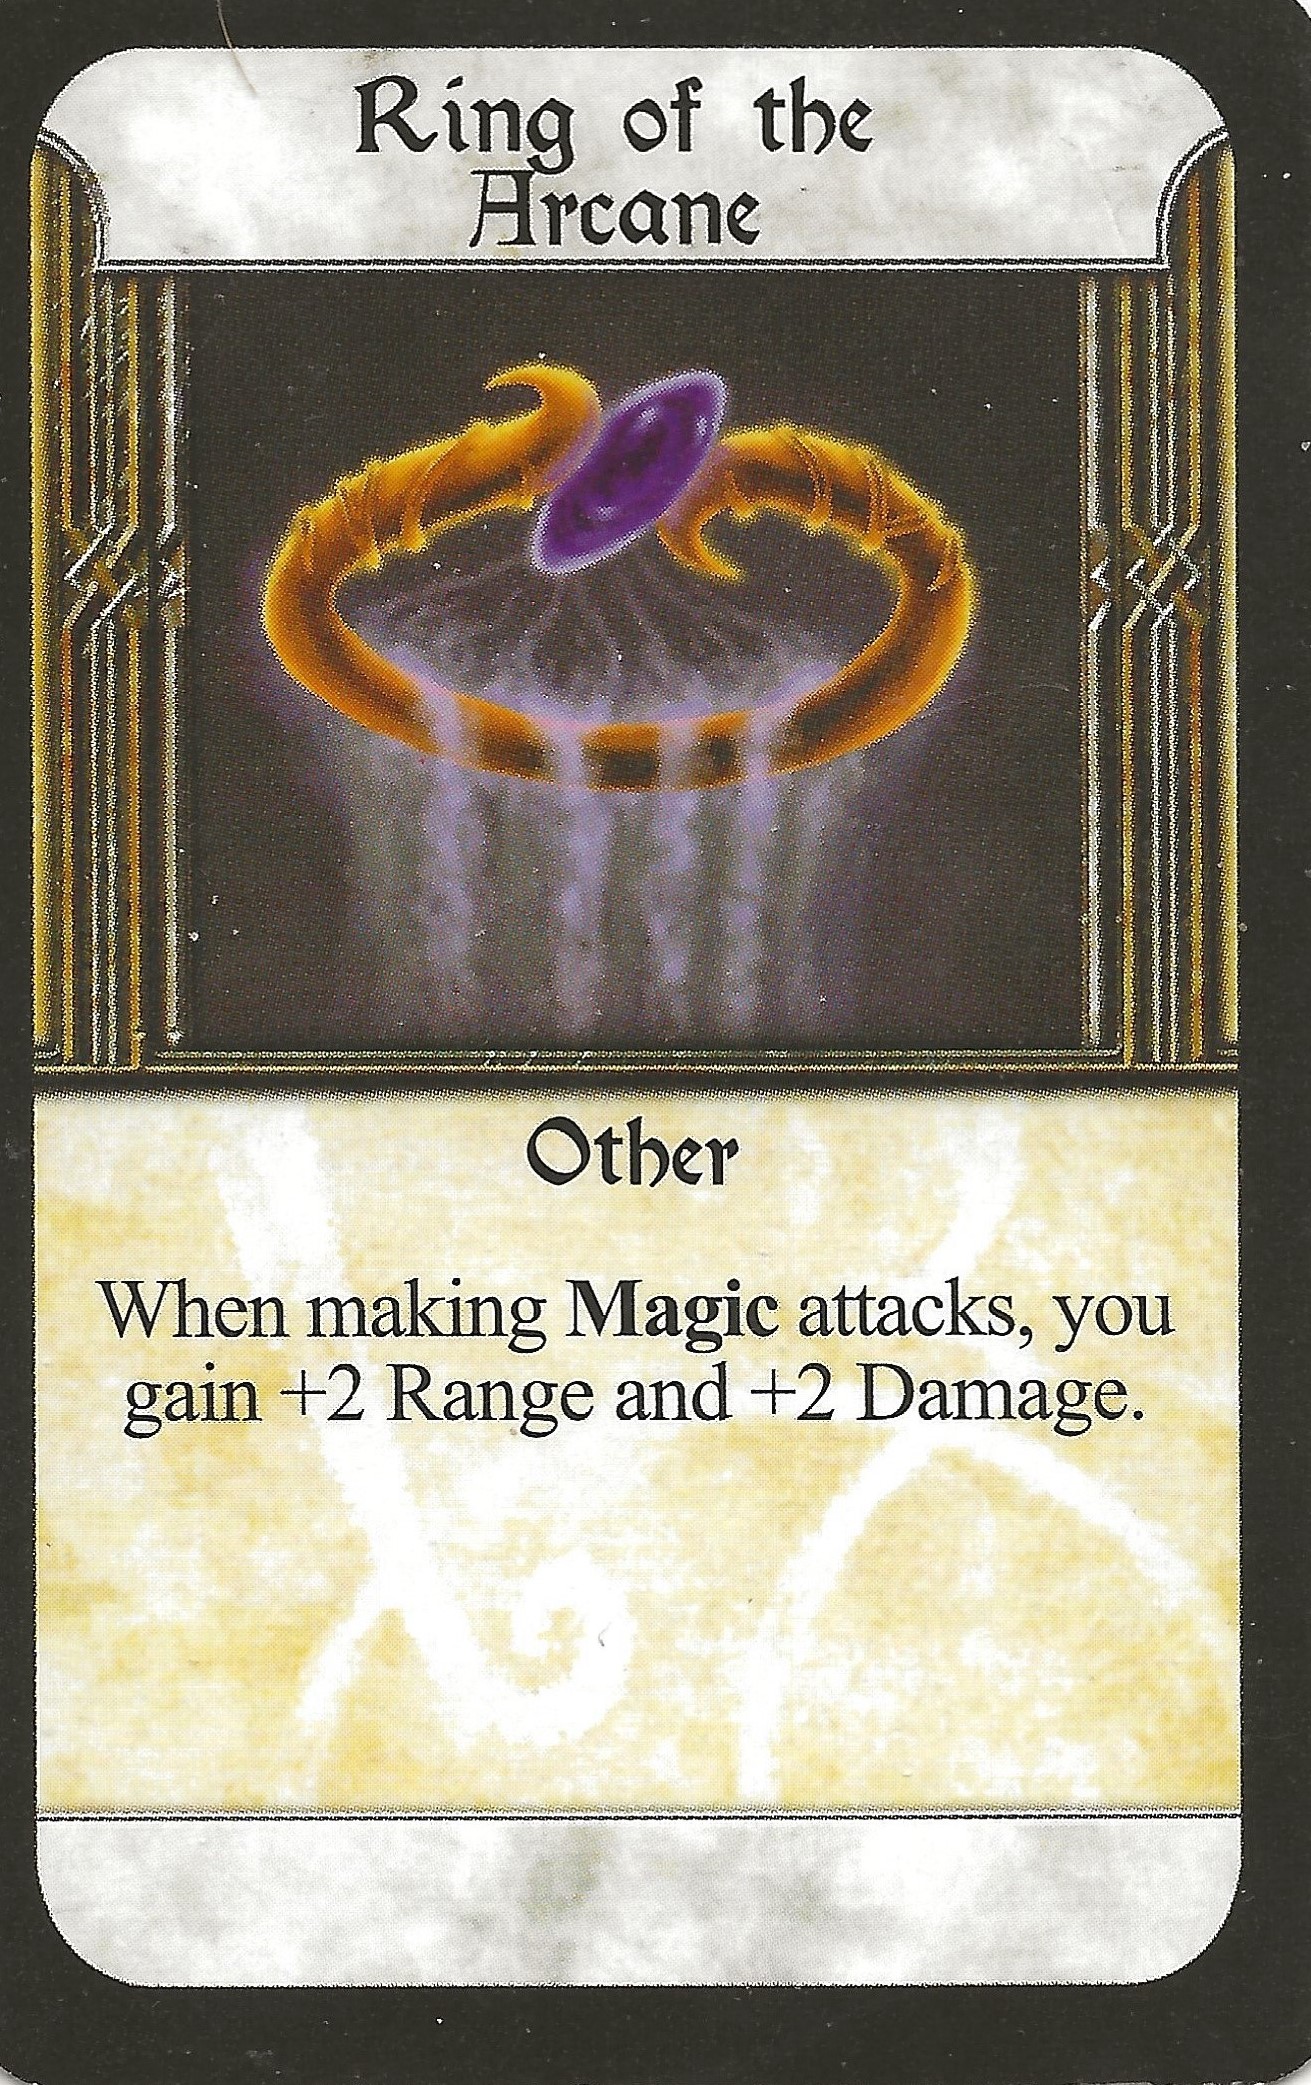 Ring of the
Arcane
Other
When making Magic attacks, you
gain +2 Range and +2 Damage.